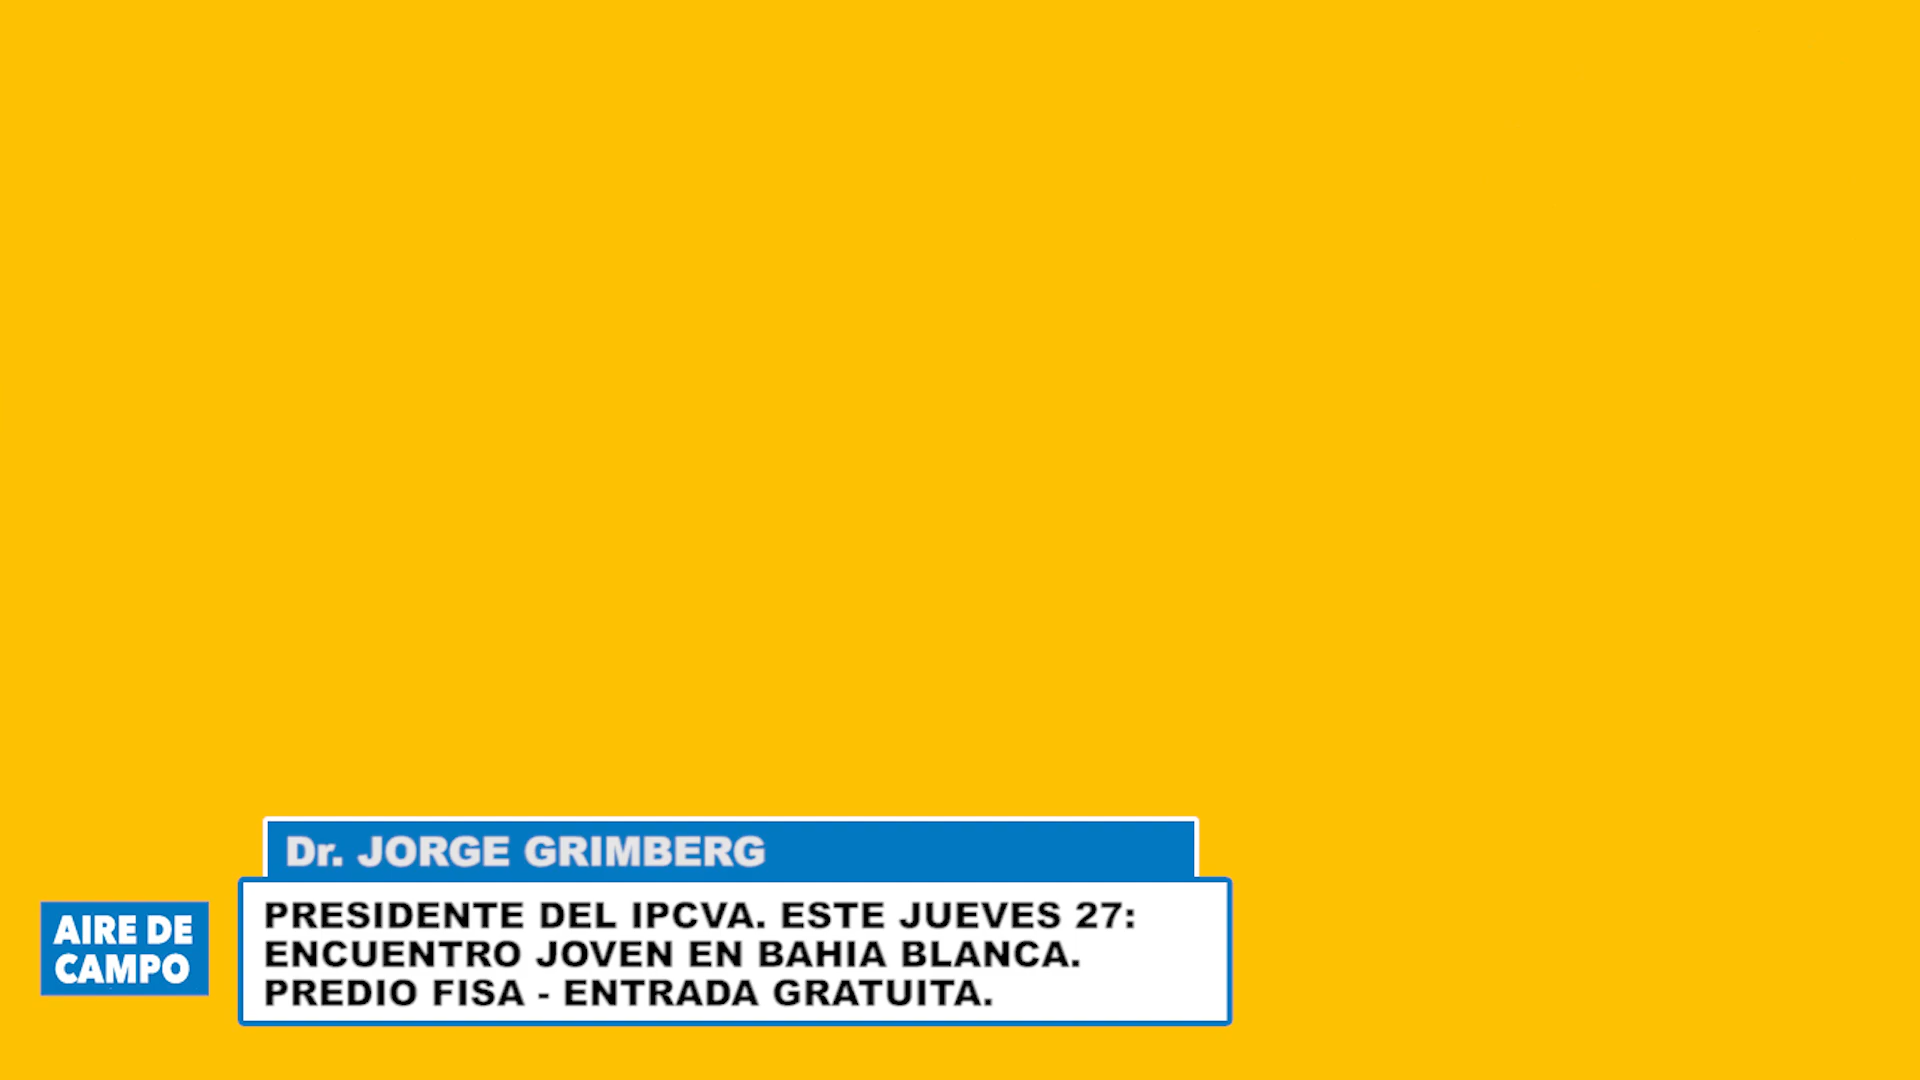 Dr. JORGE GRIMBERG
PRESIDENTE DEL IPCVA. ESTE JUEVES 27:
ENCUENTRO JOVEN EN BAHIA BLANCA.
PREDIO FISA - ENTRADA GRATUITA.
AIRE DE
CAMPO